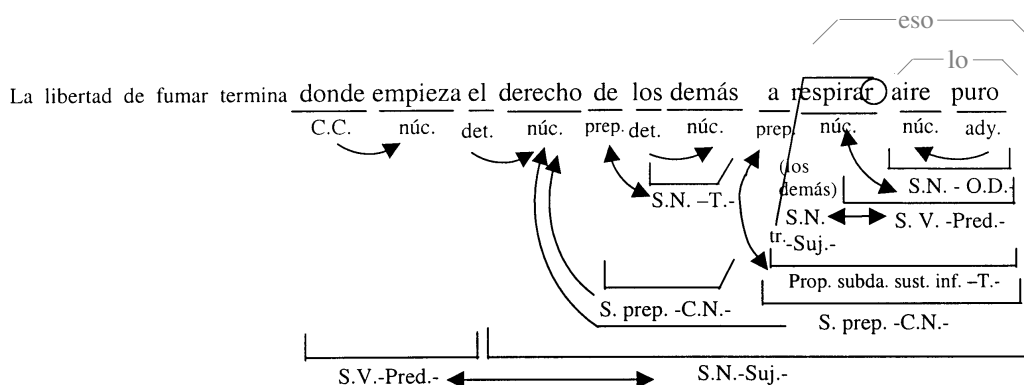 eso
lo
La libertad de fumar termina donde empieza el derecho de los demás a respirar aire puro
C.C. núc. det. núc. prep. det. núc. prep. núc. núc. ady.
(los
demás)
S.N. –T.- S.N. - O.D.-
S.N. S. V. -Pred.-
tr. -Suj.-
Prop. subda. sust. inf. –T.-
S. prep. -C.N.-
S. prep. -C.N.-
S.V.-Pred.- S.N.-Suj.-